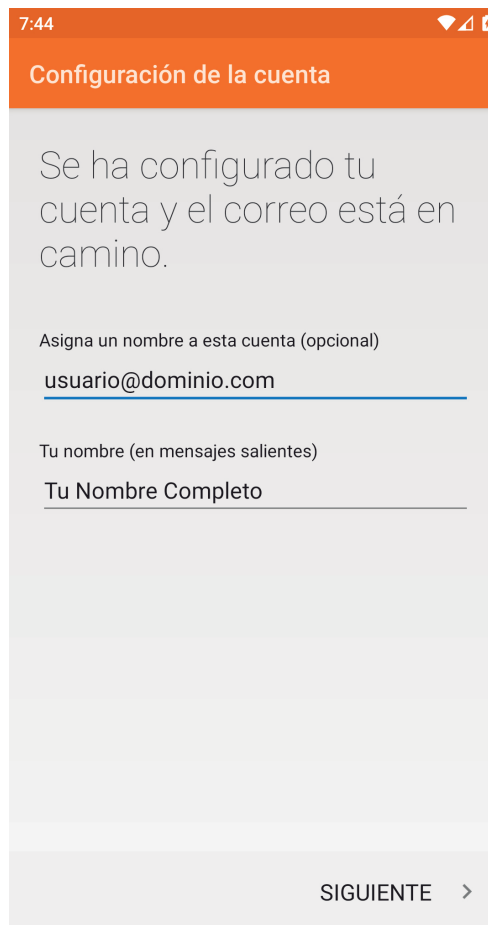 7:44
Configuración de la cuenta
Se ha configurado tu
cuenta y el correo está en
camino.
Asigna un nombre a esta cuenta (opcional)
usuario@dominio.com
Tu nombre (en mensajes salientes)
Tu Nombre Completo
SIGUIENTE